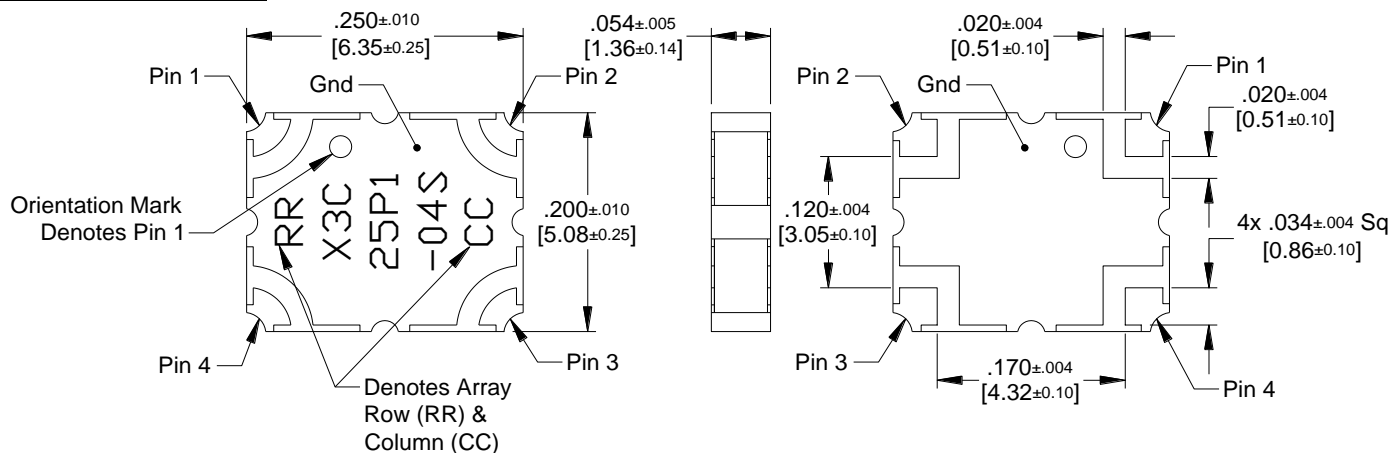 .250±.010
[6.35±0.25]
.054±.005
[1.36±0.14]
.020±.004
[0.51±0.10]
Pin 1
Gnd
Pin 2
Pin 2
Gnd
Pin 1
.020±.004
[0.51±0.10]
Orientation Mark
Denotes Pin 1
RR
X3C
25P1
-04S
CC
.200±.010
[5.08±0.25]
.120±.004
[3.05±0.10]
4x .034±.004 Sq
[0.86±0.10]
Pin 4
Pin 3
Pin 3
Pin 4
.170±.004
[4.32±0.10]
Denotes Array
Row (RR) &
Column (CC)